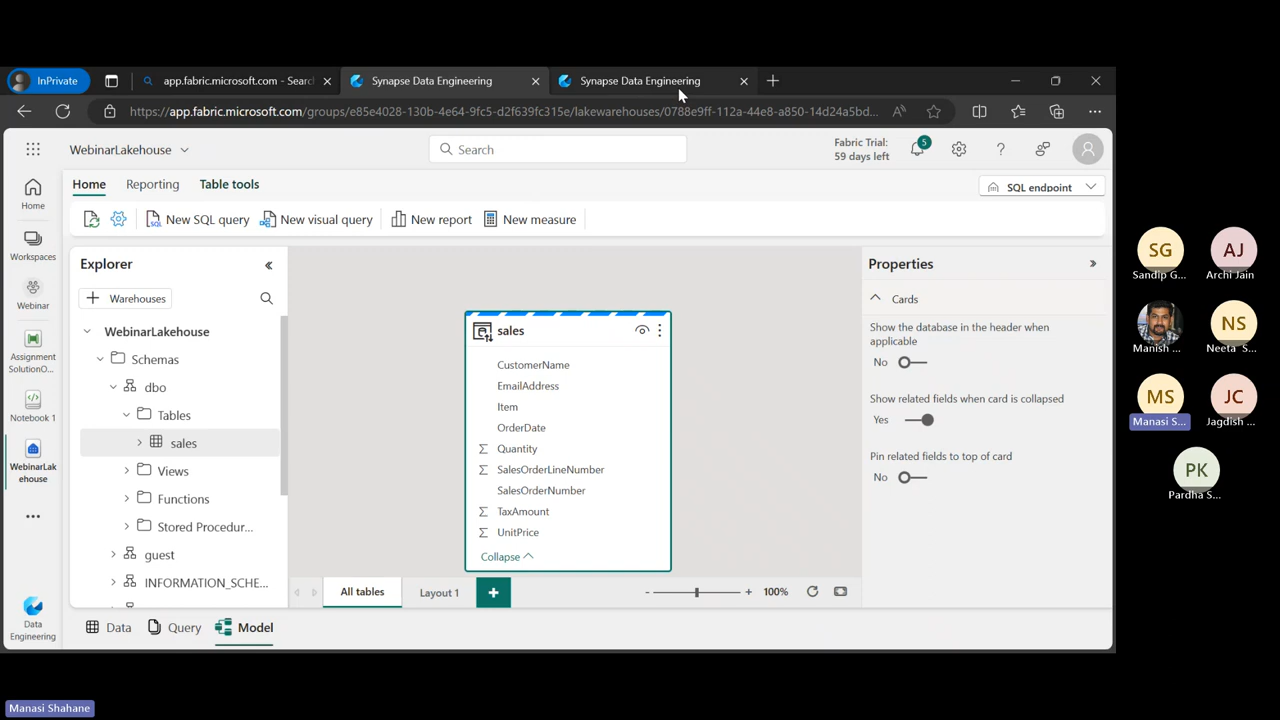 InPrivate
app.fabric.microsoft.com - Searc
Synapse Data Engineering
Synapse Data Engineering
https://app.fabric.microsoft.com/groups/e85e4028-130b-4e64-9fc5-d2f639fc315e/lakewarehouses/0788e9ff-112a-44e8-a850-14d24a5bd...
WebinarLakehouse
Search
Fabric Trial:
59 days left
5
Home
Reporting
Table tools
SQL endpoint
New SQL query
New visual query
New report
New measure
Home
Workspaces
Webinar
Assignment
SolutionO...
Notebook 1
WebinarLak
ehouse
Data
Engineering
Explorer
Warehouses
WebinarLakehouse
Schemas
dbo
Tables
sales
Views
Functions
Stored Procedur...
guest
INFORMATION_SCHE...
sales
CustomerName
EmailAddress
Item
OrderDate
Quantity
SalesOrderLineNumber
SalesOrderNumber
TaxAmount
UnitPrice
Collapse
All tables
Layout 1
100%
Data
Query
Model
Properties
Cards
Show the database in the header when
applicable
No
Show related fields when card is collapsed
Yes
Pin related fields to top of card
No
SG
Sandip G...
AJ
Archi Jain
Manish ...
NS
Neeta S...
MS
Manasi S...
JC
Jagdish ...
PK
Pardha S...
Manasi Shahane